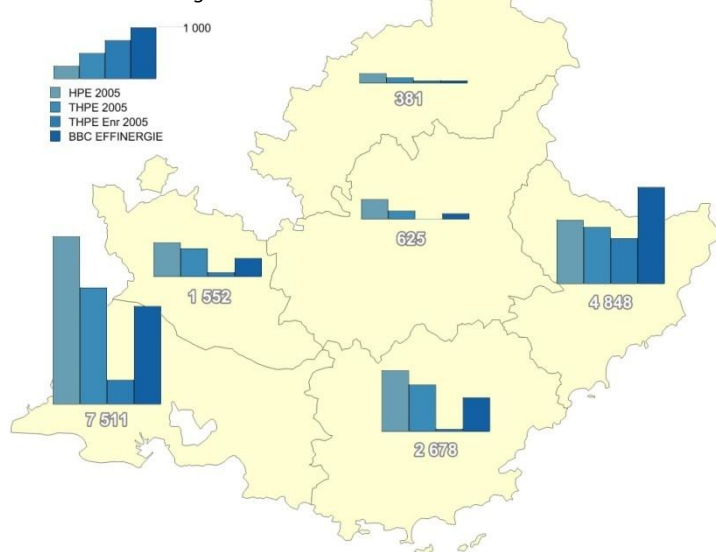 1 000
HPE 2005
THPE 2005
THPE Enr 2005
BBC EFFINERGIE
381
625
1 552
4 848
7 511
2 678